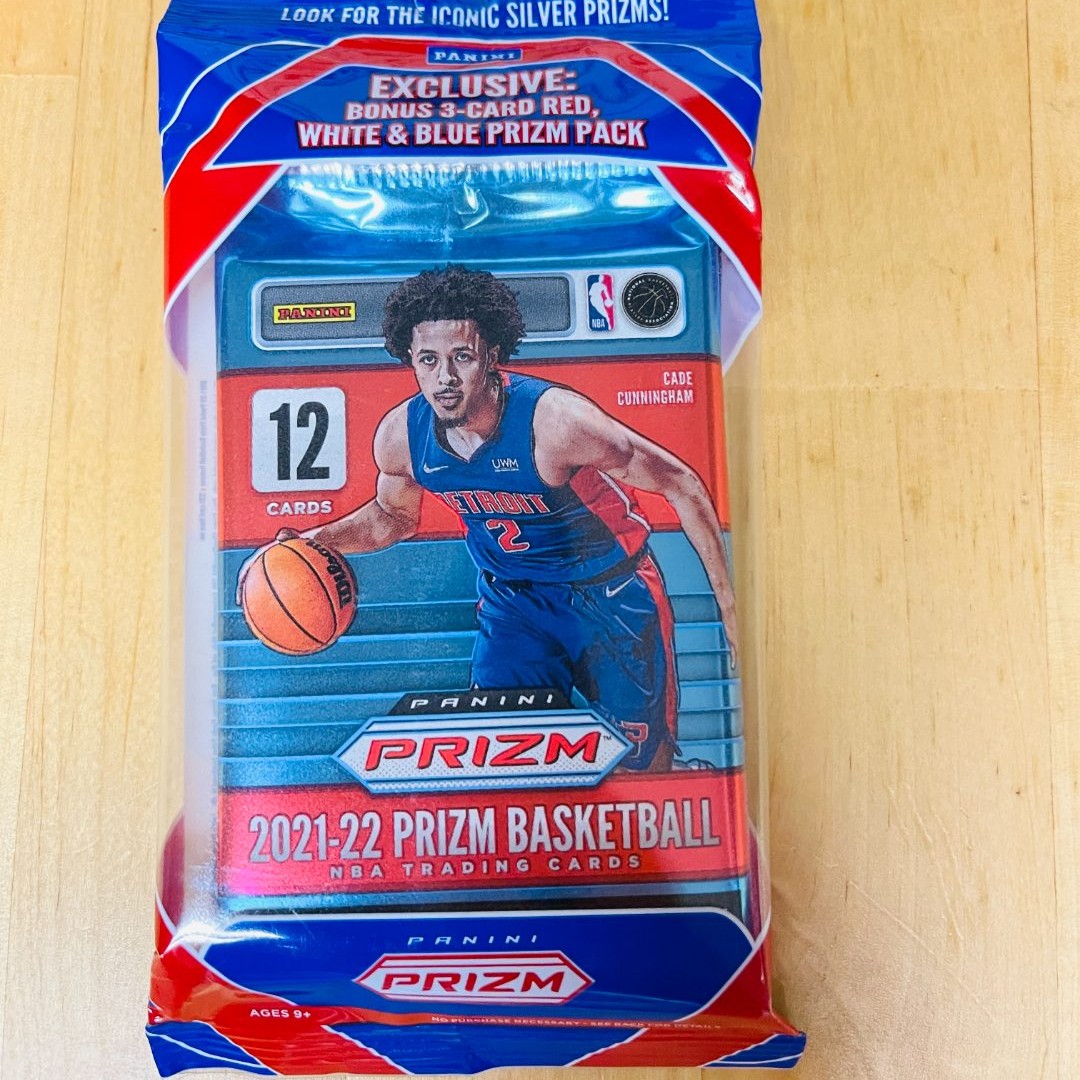 LOOK FOR THE ICONIC SILVER PRIZMS!
PANINI
EXCLUSIVE:
BONUS 3-CARD RED,
WHITE & BLUE PRIZM PACK
PANINI
NBA
CADE
CUNNINGHAM
12
CARDS
UWM
DETROIT
2
Wilson
PANINI
PRIZM™
2021-22 PRIZM BASKETBALL
NBA TRADING CARDS
PANINI
PRIZM
AGES 9+
NO PURCHASE NECESSARY - SEE BACK FOR DETAILS